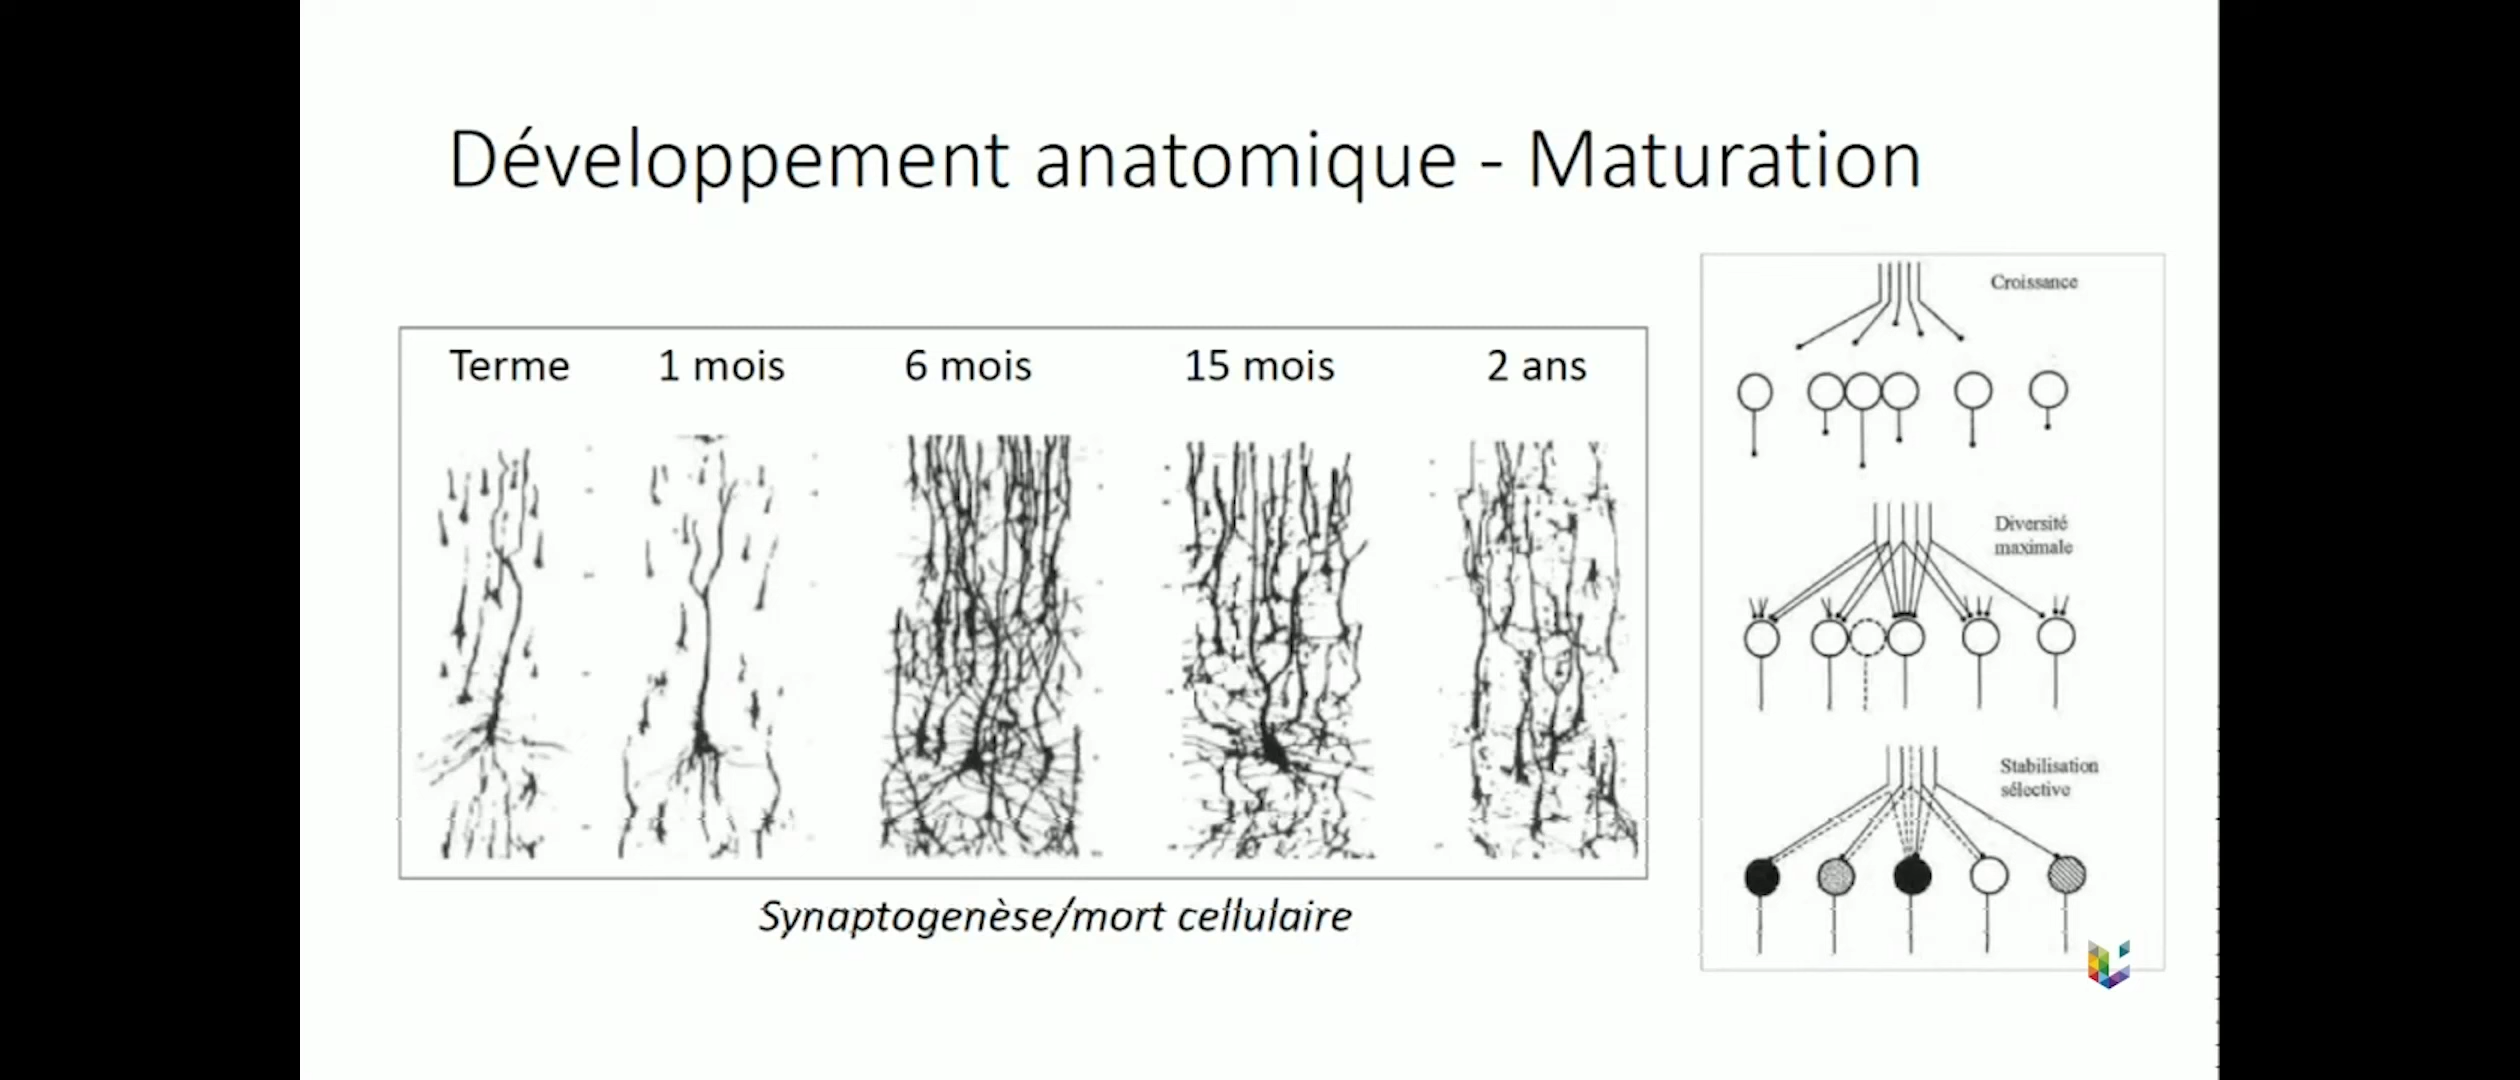 Développement anatomique - Maturation
Terme
1 mois
6 mois
15 mois
2 ans
Synaptogenèse/mort cellulaire
Croissance
Diversité
maximale
Stabilisation
sélective